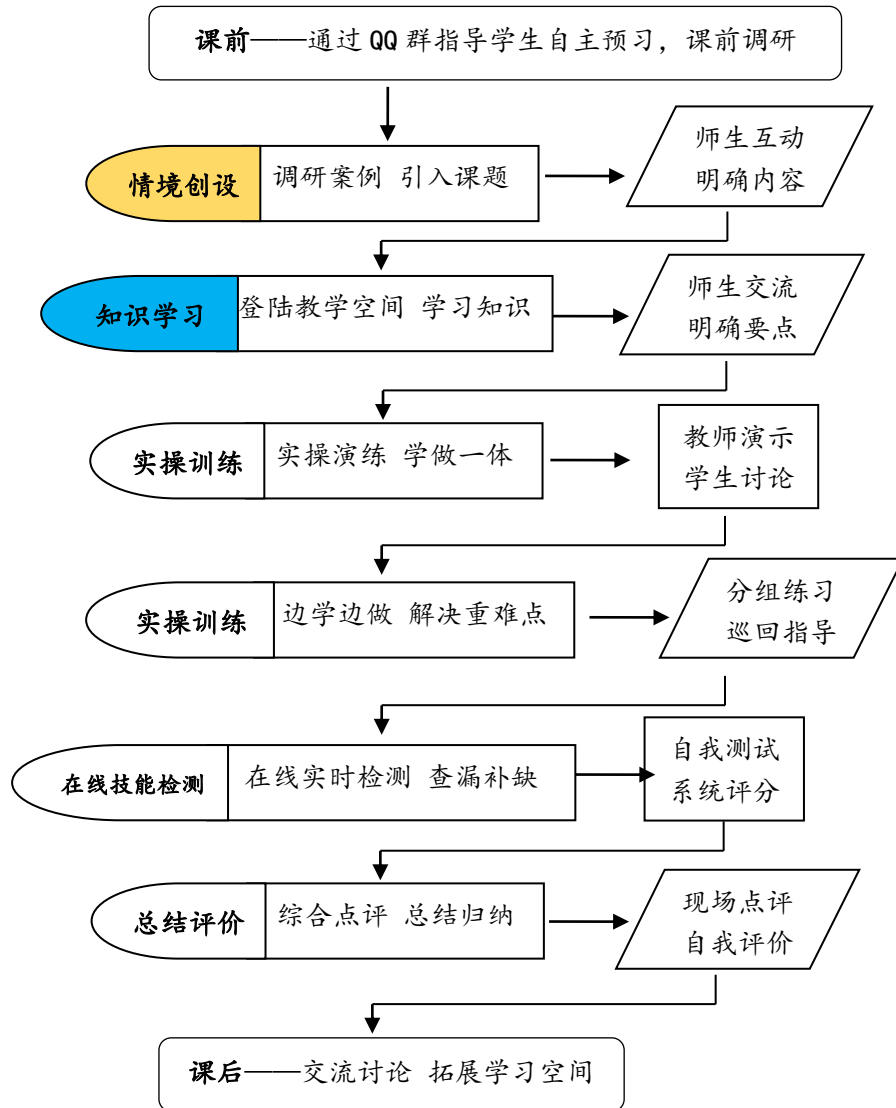 课前——通过 QQ 群指导学生自主预习，课前调研
情境创设
调研案例 引入课题
师生互动
明确内容
知识学习
登陆教学空间 学习知识
师生交流
明确要点
实操训练
实操演练 学做一体
教师演示
学生讨论
实操训练
边学边做 解决重难点
分组练习
巡回指导
在线技能检测
在线实时检测 查漏补缺
自我测试
系统评分
总结评价
综合点评 总结归纳
现场点评
自我评价
课后——交流讨论 拓展学习空间